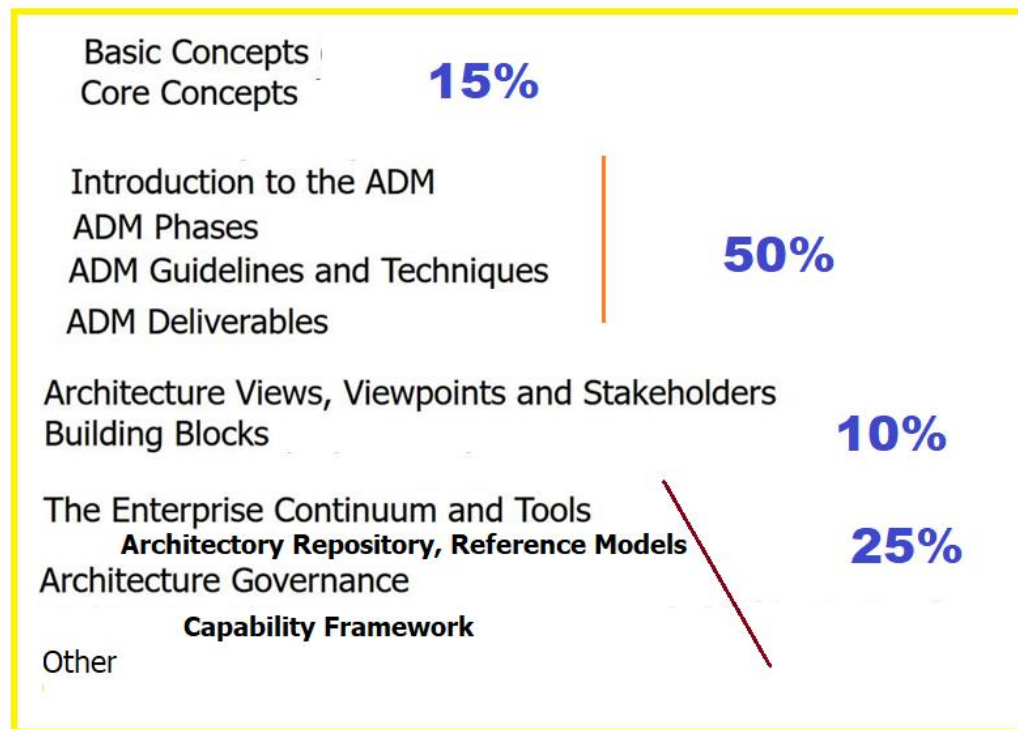 Basic Concepts
Core Concepts
15%
Introduction to the ADM
ADM Phases
ADM Guidelines and Techniques
ADM Deliverables
50%
Architecture Views, Viewpoints and Stakeholders
Building Blocks
10%
The Enterprise Continuum and Tools
Architectory Repository, Reference Models
Architecture Governance
25%
Capability Framework
Other